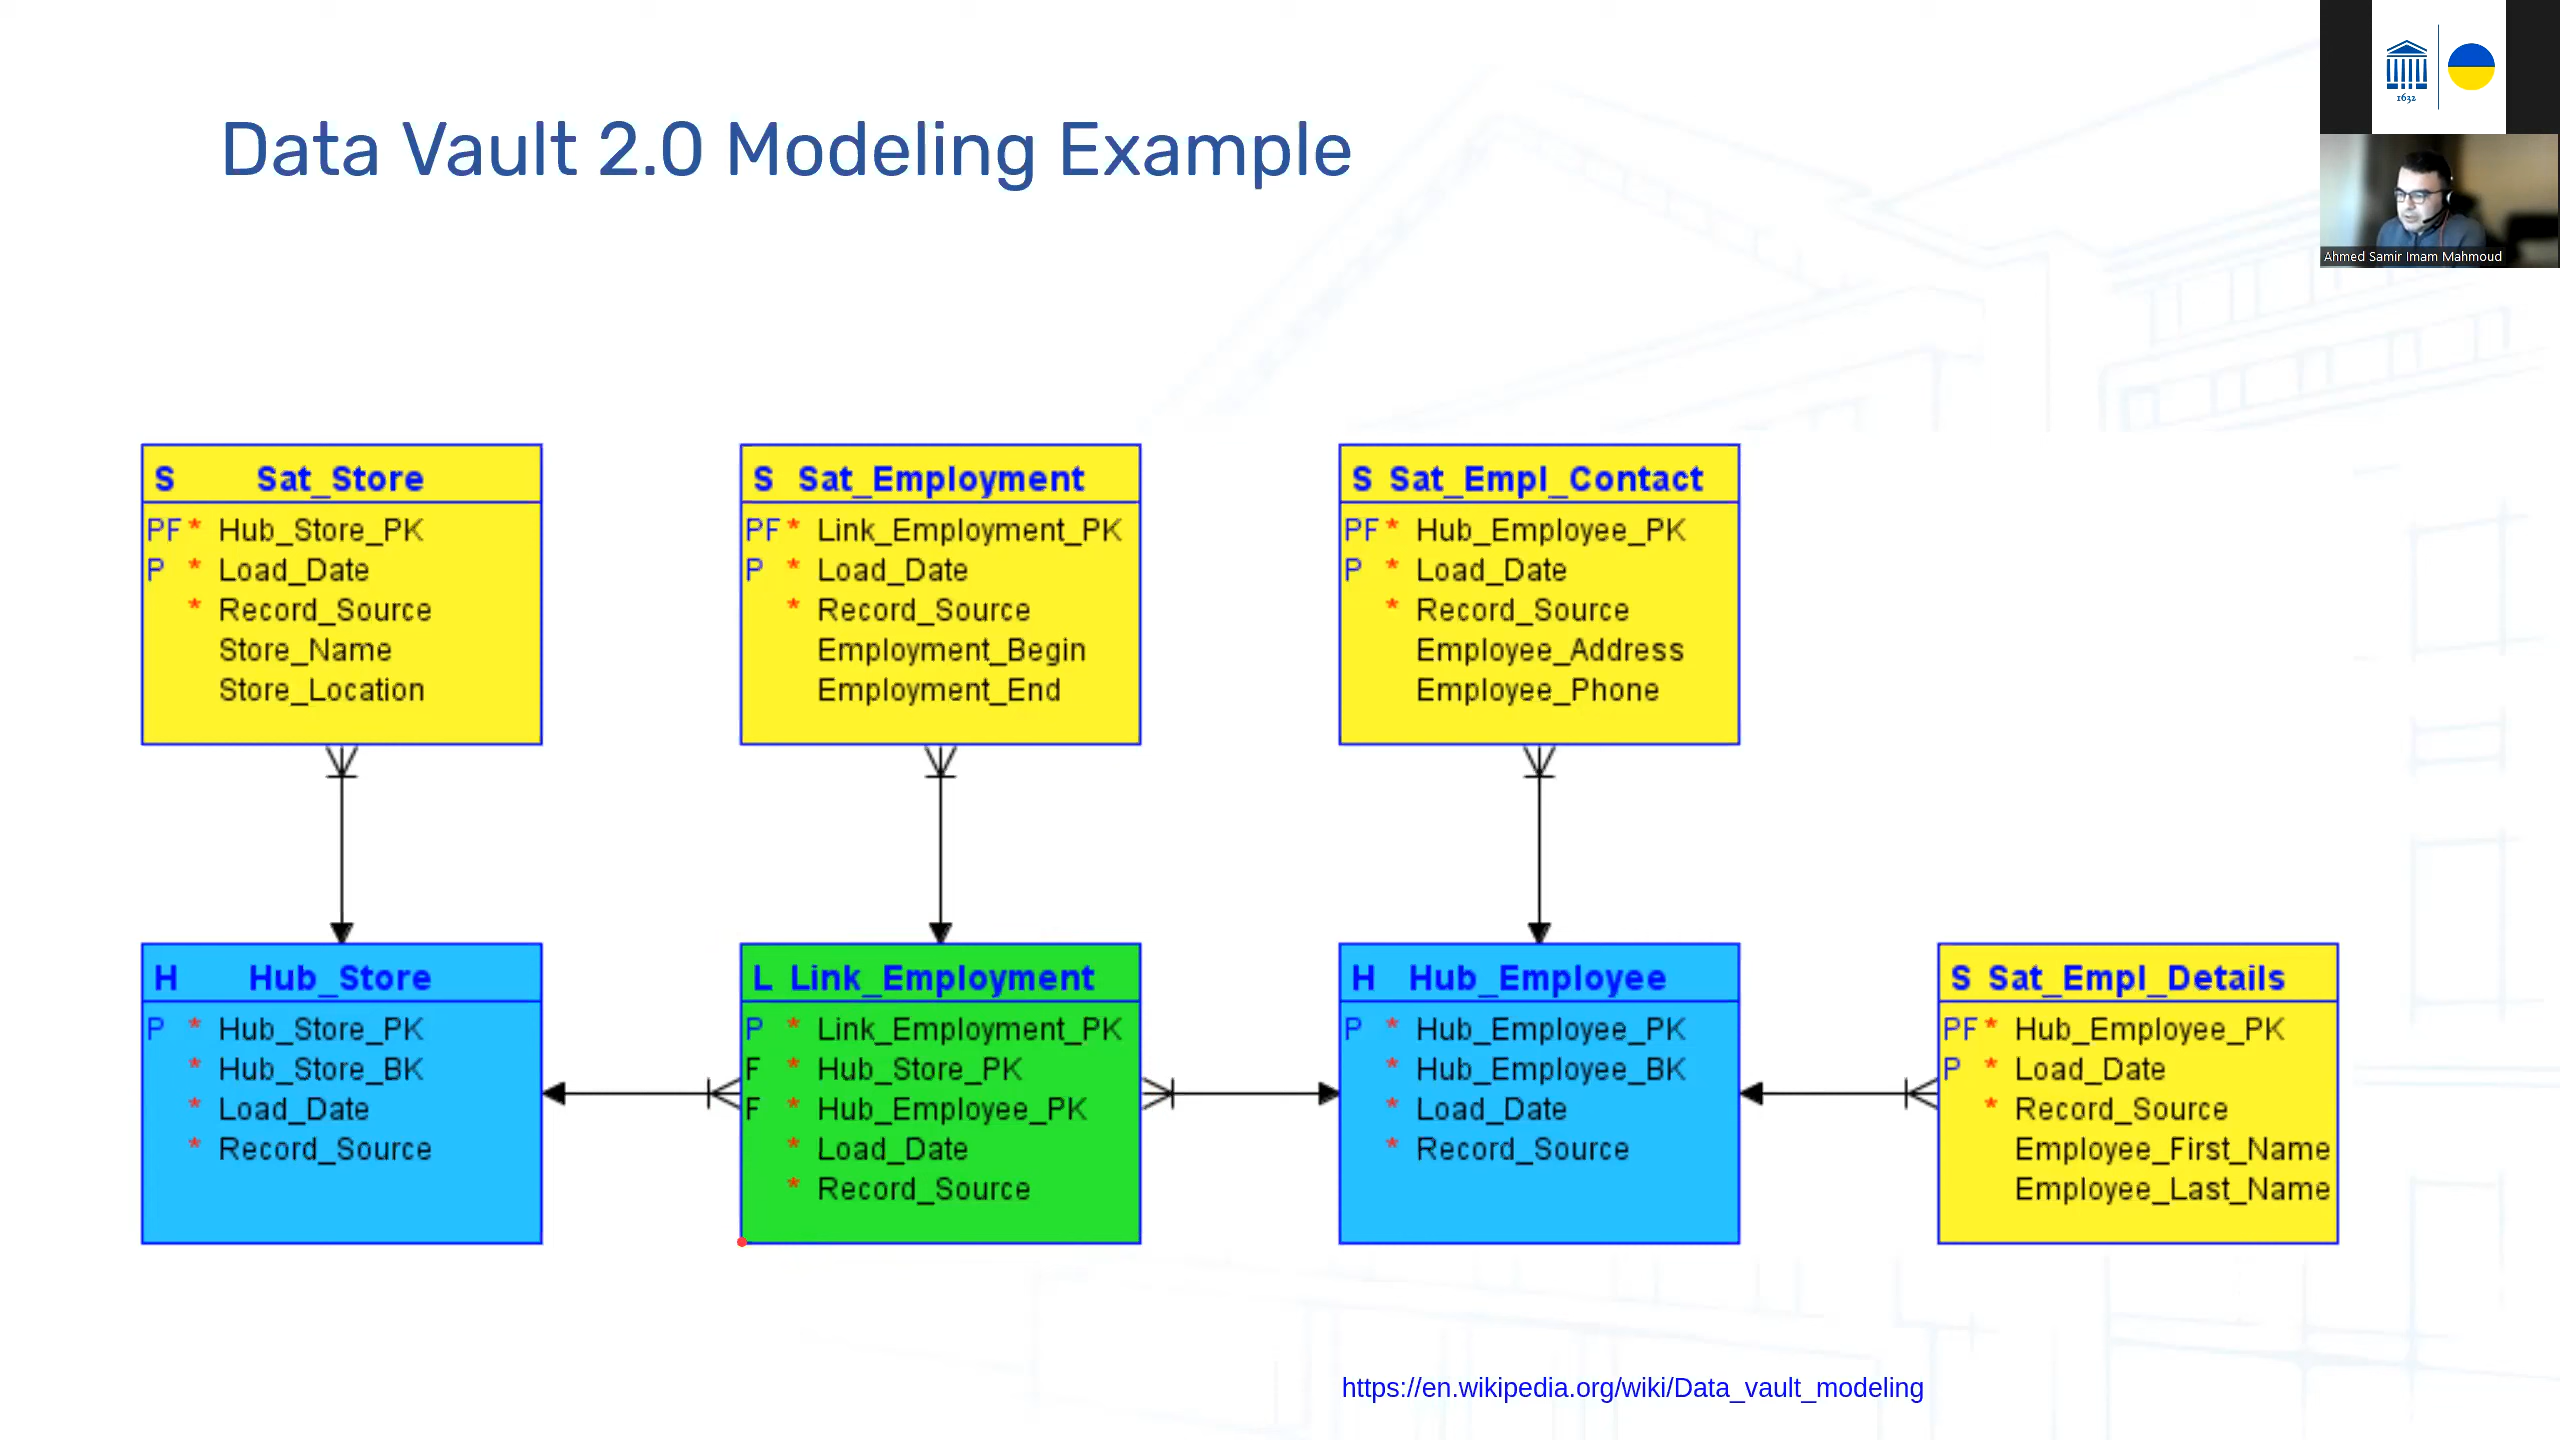 Data Vault 2.0 Modeling Example
1632
Ahmed Samir Imam Mahmoud
S Sat_Store
PF * Hub_Store_PK
P * Load_Date
* Record_Source
Store_Name
Store_Location
S Sat_Employment
PF * Link_Employment_PK
P * Load_Date
* Record_Source
Employment_Begin
Employment_End
S Sat_Empl_Contact
PF * Hub_Employee_PK
P * Load_Date
* Record_Source
Employee_Address
Employee_Phone
H Hub_Store
P * Hub_Store_PK
* Hub_Store_BK
* Load_Date
* Record_Source
L Link_Employment
P * Link_Employment_PK
F * Hub_Store_PK
F * Hub_Employee_PK
* Load_Date
* Record_Source
H Hub_Employee
P * Hub_Employee_PK
* Hub_Employee_BK
* Load_Date
* Record_Source
S Sat_Empl_Details
PF * Hub_Employee_PK
P * Load_Date
* Record_Source
Employee_First_Name
Employee_Last_Name
https://en.wikipedia.org/wiki/Data_vault_modeling